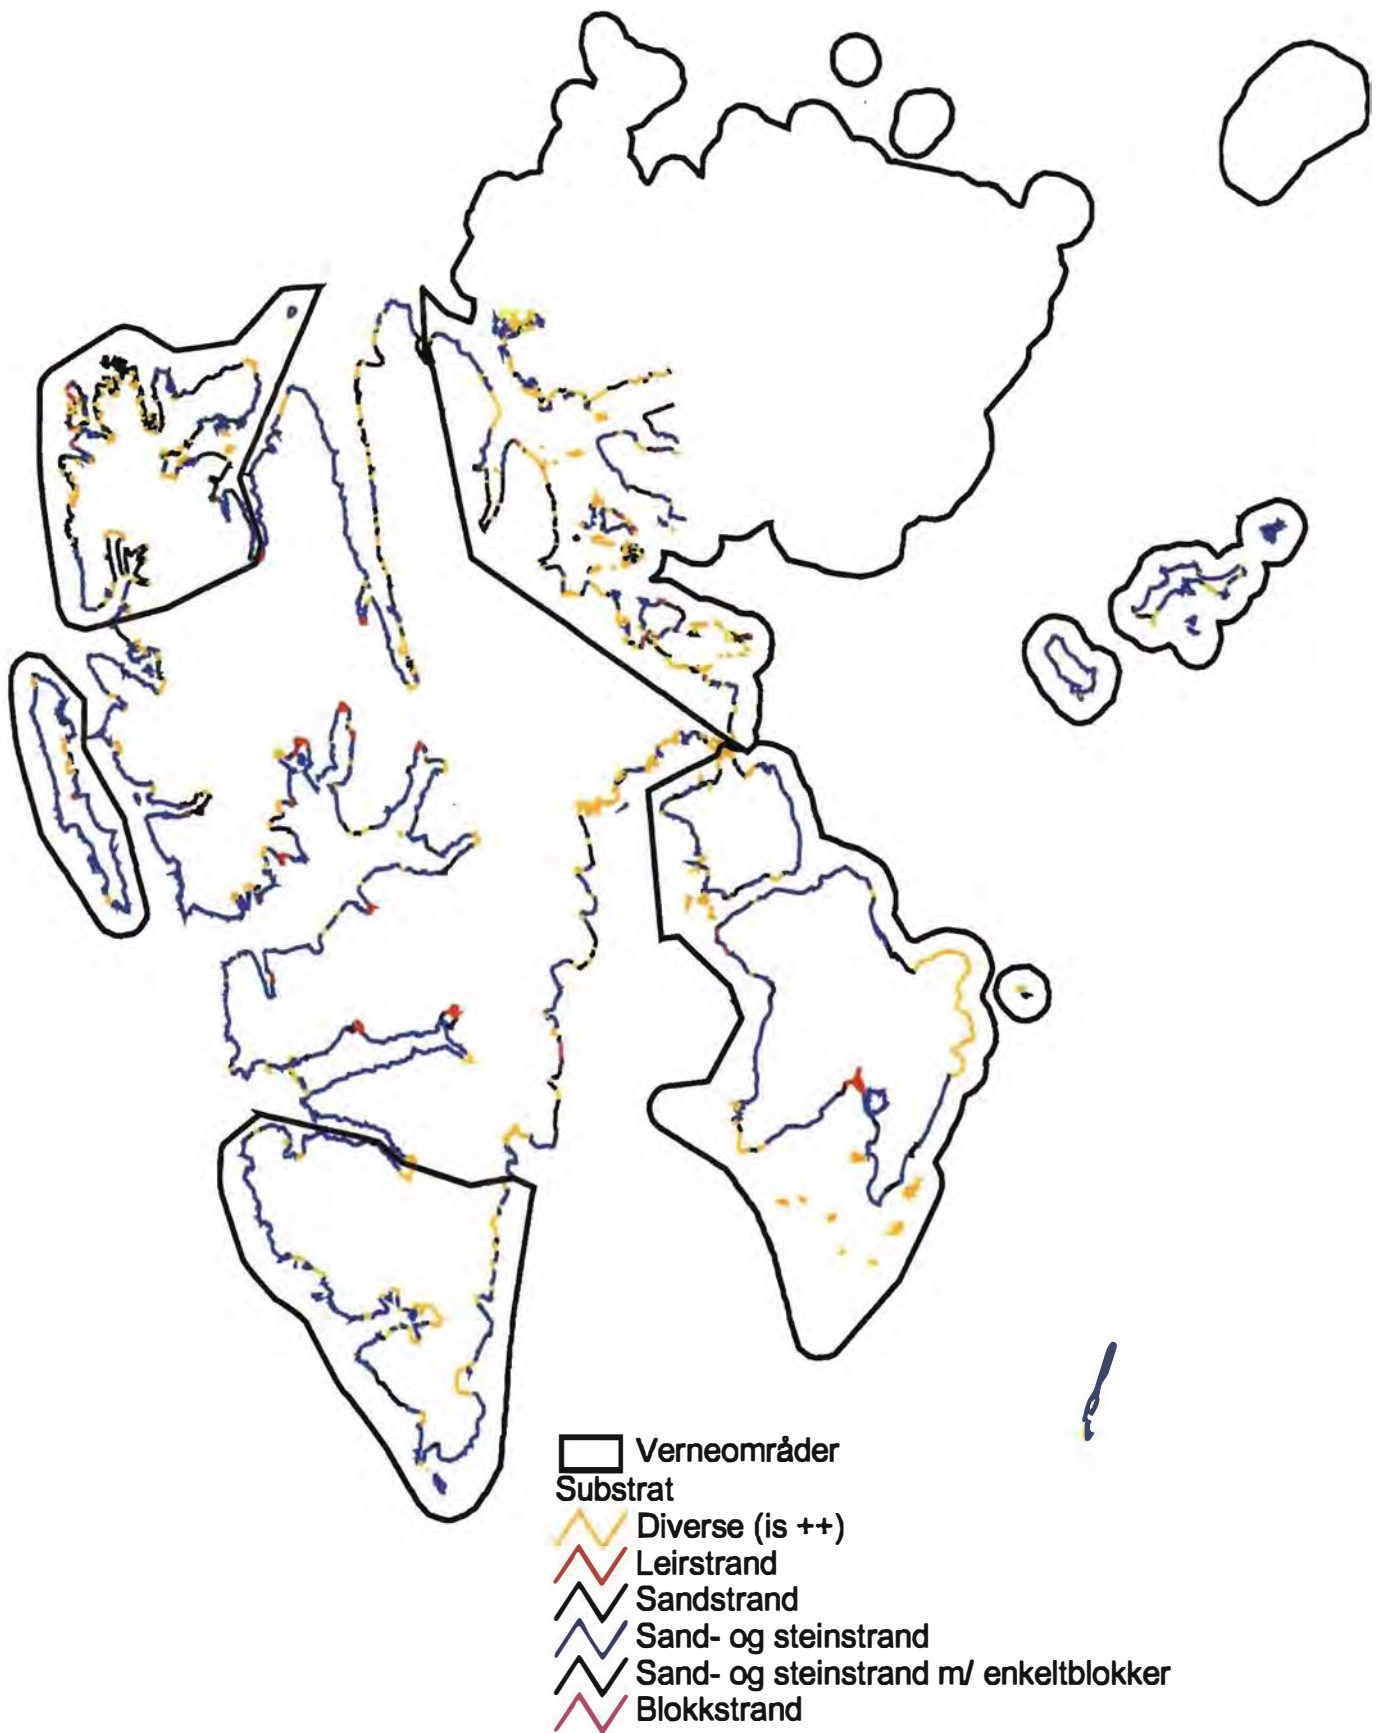 Verneområder
Substrat
Diverse (is ++)
Leirstrand
Sandstrand
Sand- og steinstrand
Sand- og steinstrand m/ enkeltblokker
Blokkstrand